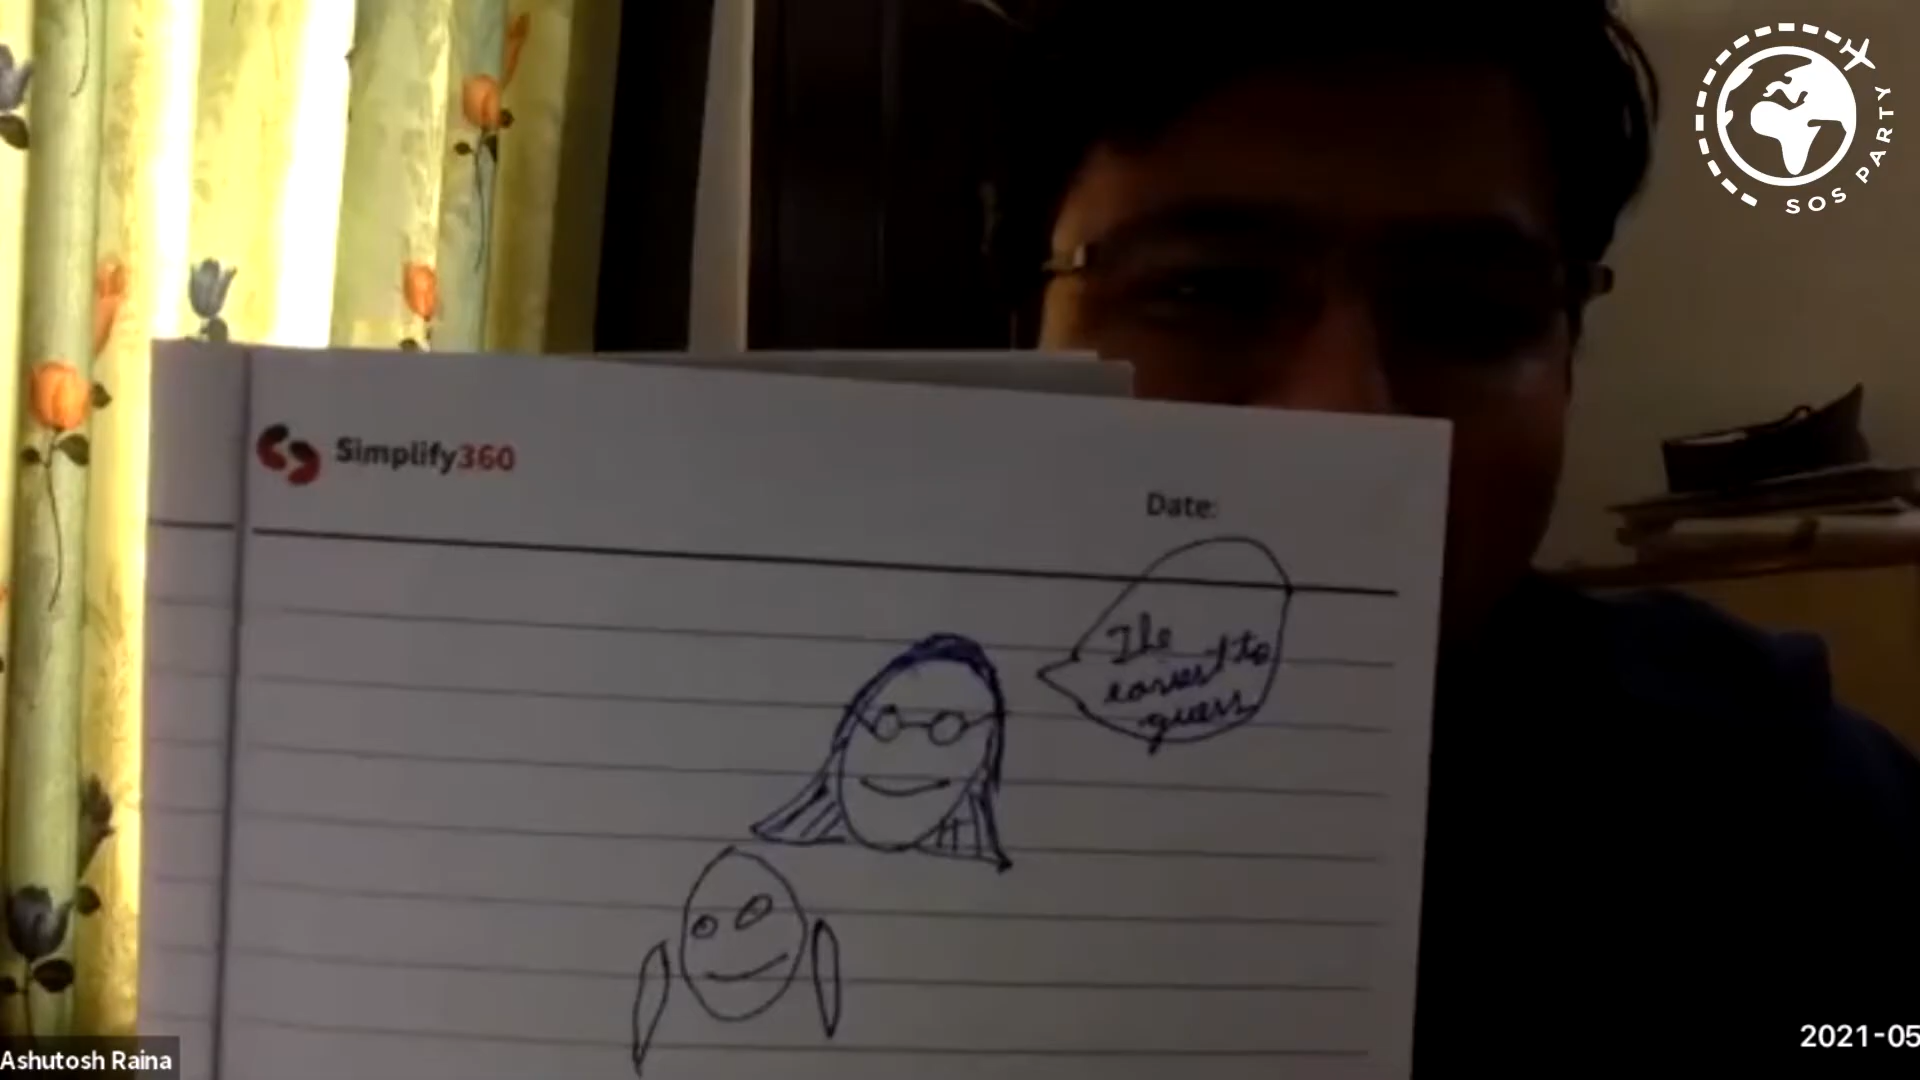 SOS PARTY
Simplify360
Date:
The
easiest to
guess
Ashutosh Raina
2021-05